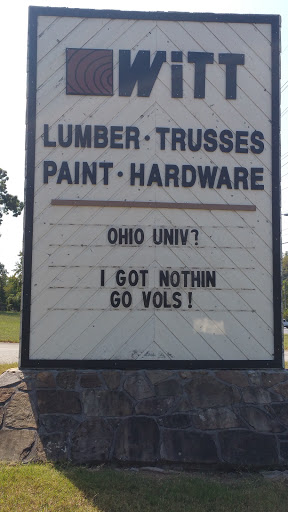 WiTT
LUMBER · TRUSSES
PAINT · HARDWARE
OHIO UNIV?
I GOT NOTHIN
GO VOLS!